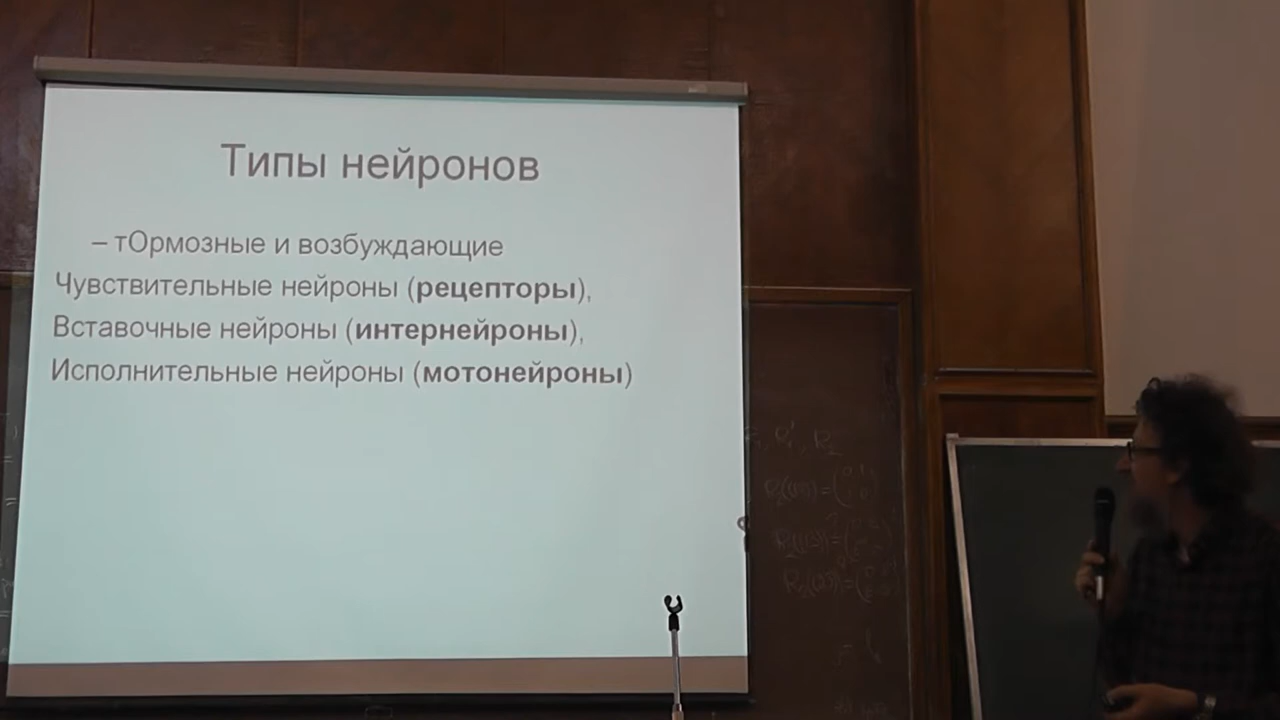 Типы нейронов
– тОрмозные и возбуждающие
Чувствительные нейроны (рецепторы),
Вставочные нейроны (интернейроны),
Исполнительные нейроны (мотонейроны)